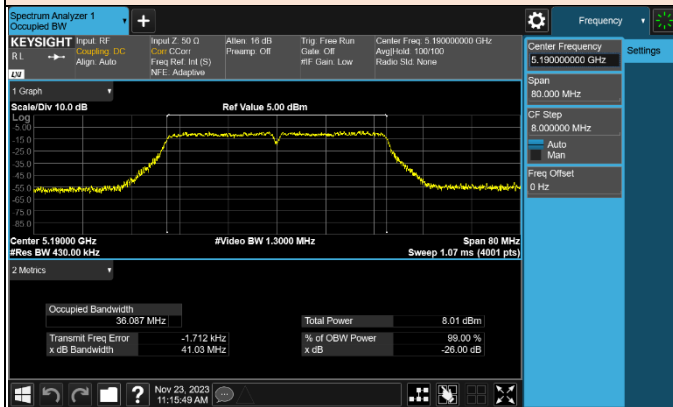 Spectrum Analyzer 1
Occupied BW
Frequency
KEYSIGHT
R L
LXI
Input: RF
Coupling: DC
Align: Auto
Input Z: 50 Ω
Corr CCorr
Freq Ref: Int (S)
NFE: Adaptive
Atten: 16 dB
Preamp: Off
Trig: Free Run
Gate: Off
#IF Gain: Low
Center Freq: 5.190000000 GHz
Avg|Hold: 100/100
Radio Std: None
Center Frequency
5.190000000 GHz
Settings
Span
80.000 MHz
CF Step
8.000000 MHz
Auto
Man
Freq Offset
0 Hz
1 Graph
Scale/Div 10.0 dB
Ref Value 5.00 dBm
Log
-5.00
-15.0
-25.0
-35.0
-45.0
-55.0
-65.0
-75.0
-85.0
Center 5.19000 GHz
#Video BW 1.3000 MHz
Span 80 MHz
#Res BW 430.00 kHz
Sweep 1.07 ms (4001 pts)
2 Metrics
Occupied Bandwidth
36.087 MHz
Total Power 8.01 dBm
Transmit Freq Error -1.712 kHz
% of OBW Power 99.00 %
x dB Bandwidth 41.03 MHz
x dB -26.00 dB
?
Nov 23, 2023
11:15:49 AM